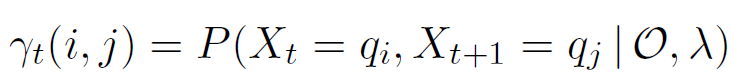 γₜ(i, j) = P(Xₜ = qᵢ, Xₜ₊₁ = qⱼ | 𝒪, λ)